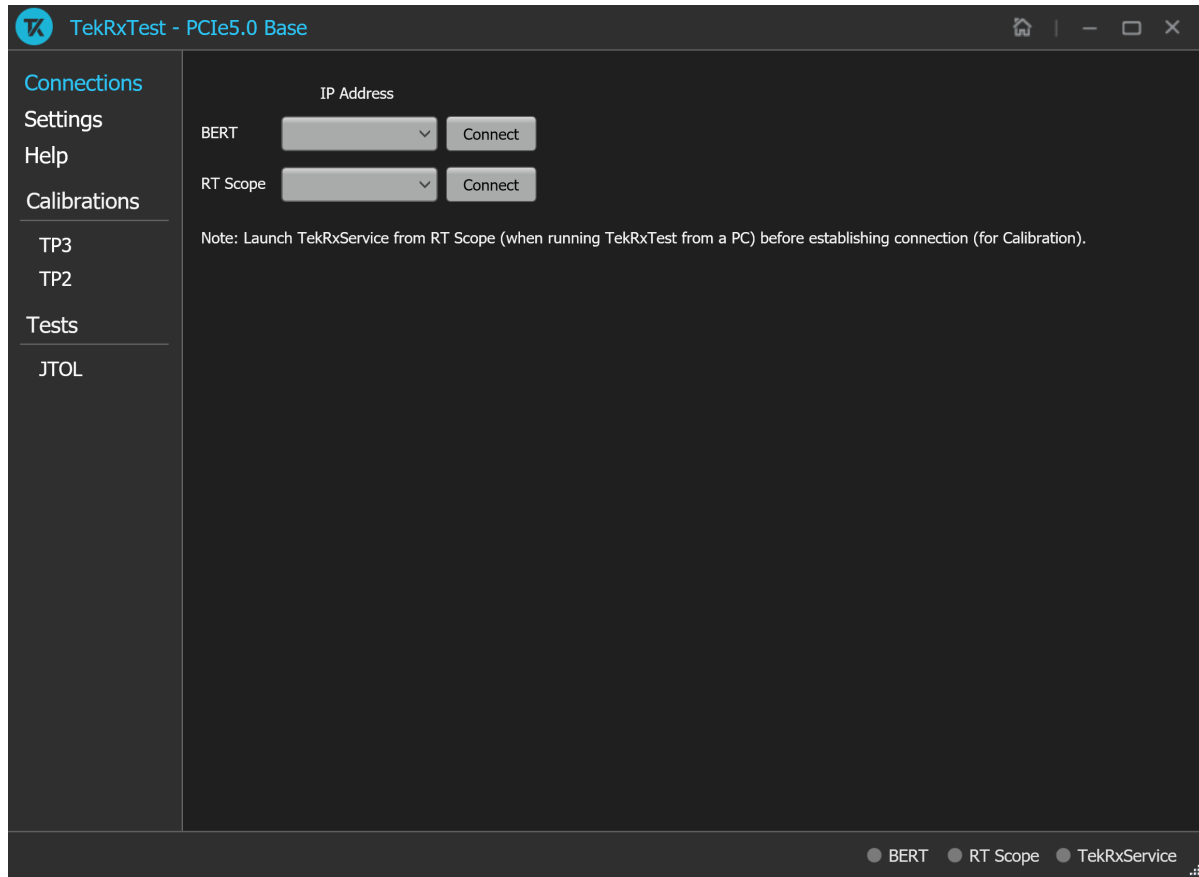 TekRxTest - PCIe5.0 Base
Connections
Settings
Help
Calibrations
TP3
TP2
Tests
JTOL
IP Address
BERT Connect
RT Scope Connect
Note: Launch TekRxService from RT Scope (when running TekRxTest from a PC) before establishing connection (for Calibration).
BERT RT Scope TekRxService